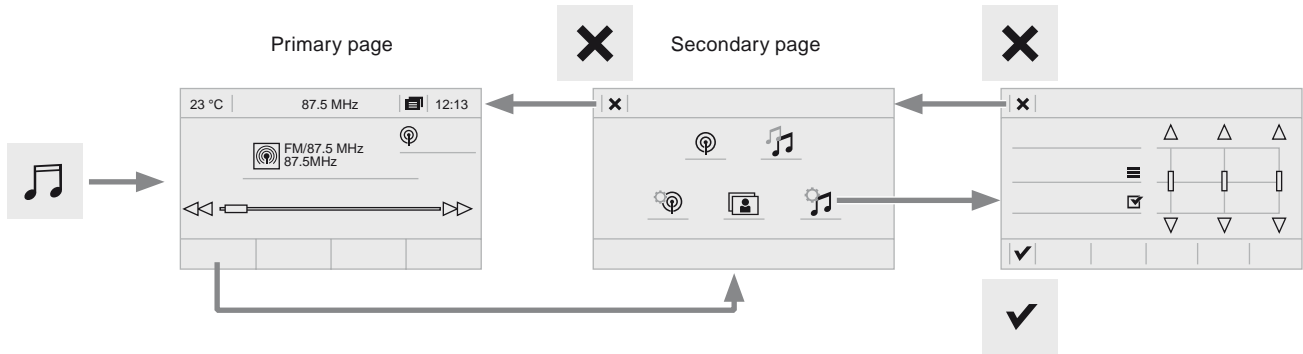 Primary page
Secondary page
23 °C
87.5 MHz
12:13
FM/87.5 MHz
87.5MHz